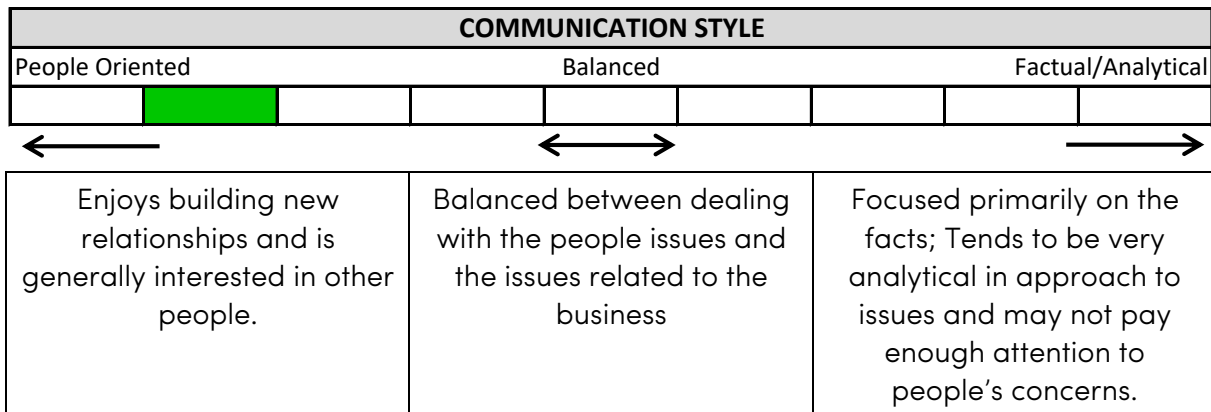 COMMUNICATION STYLE
People Oriented Balanced Factual/Analytical
Enjoys building new
relationships and is
generally interested in other
people.
Balanced between dealing
with the people issues and
the issues related to the
business
Focused primarily on the
facts; Tends to be very
analytical in approach to
issues and may not pay
enough attention to
people's concerns.